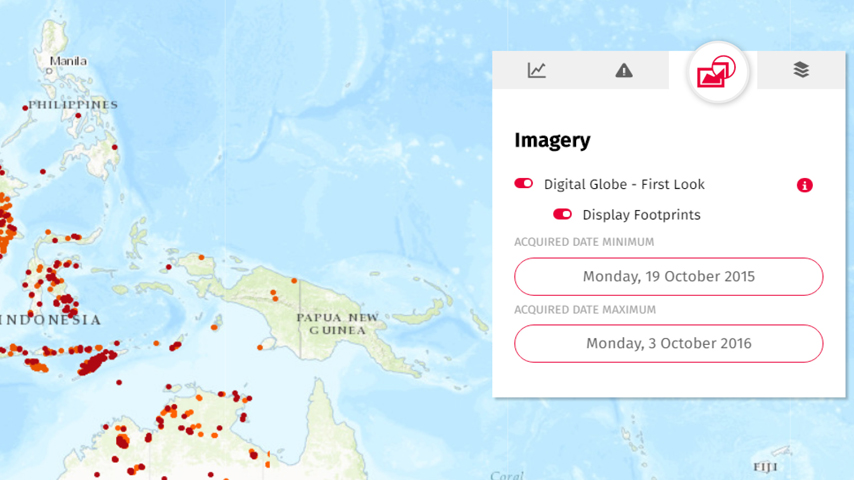 Manila
PHILIPPINES
INDONESIA
PAPUA NEW
GUINEA
Coral
FIJI
Imagery
Digital Globe - First Look
Display Footprints
ACQUIRED DATE MINIMUM
Monday, 19 October 2015
ACQUIRED DATE MAXIMUM
Monday, 3 October 2016